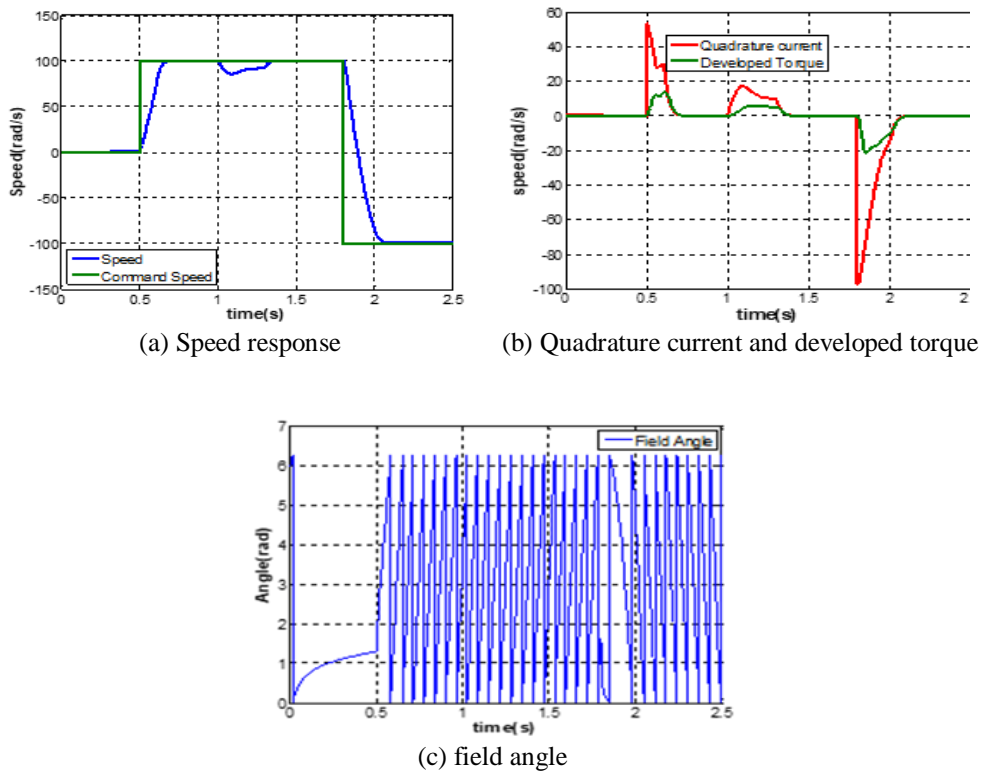 150
100
50
0
-50
-100
-150
Speed(rad/s)
Speed
Command Speed
0 0.5 1 1.5 2 2.5
time(s)
(a) Speed response
60
40
20
0
-20
-40
-60
-80
-100
speed(rad/s)
Quadrature current
Developed Torque
0 0.5 1 1.5 2 2
time(s)
(b) Quadrature current and developed torque
7
6
5
4
3
2
1
0
Angle(rad)
Field Angle
0 0.5 1 1.5 2 2.5
time(s)
(c) field angle